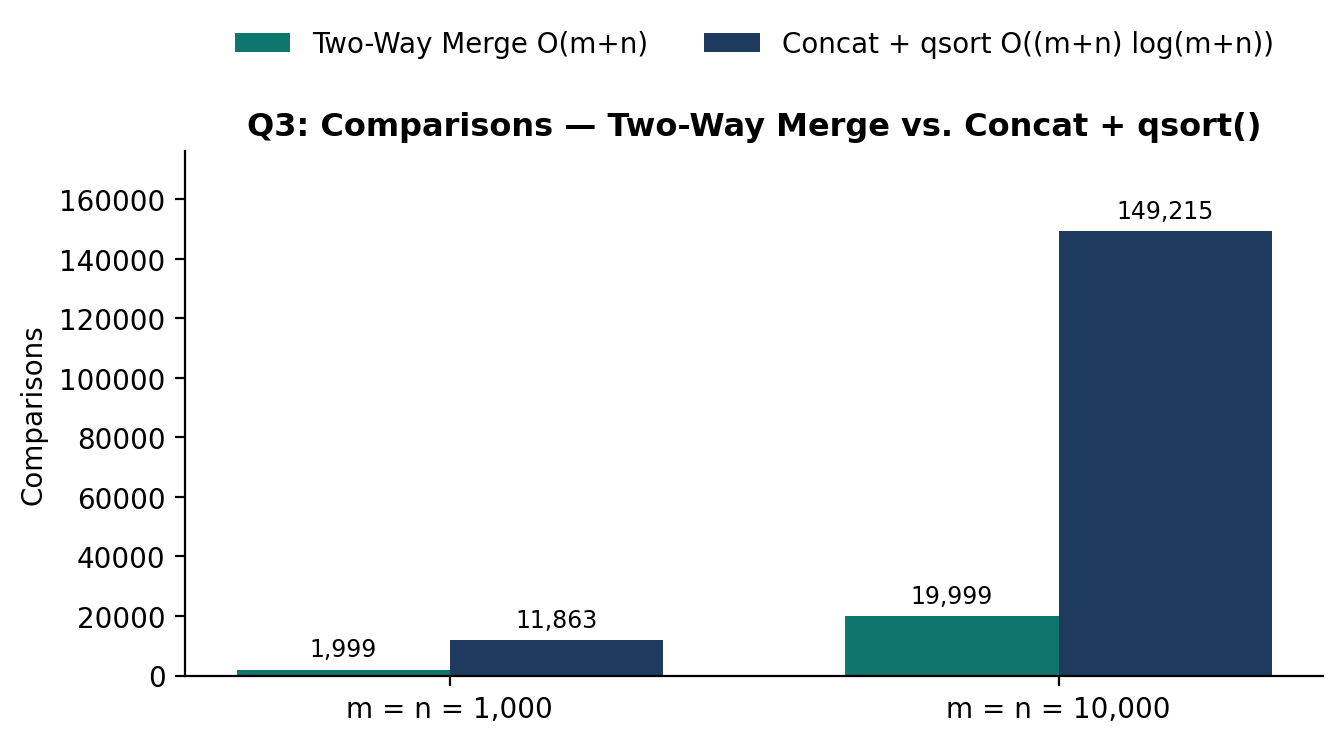 Two-Way Merge O(m+n) Concat + qsort O((m+n) log(m+n))
Q3: Comparisons — Two-Way Merge vs. Concat + qsort()
Comparisons
160000
140000
120000
100000
80000
60000
40000
20000
0
1,999
11,863
19,999
149,215
m = n = 1,000
m = n = 10,000